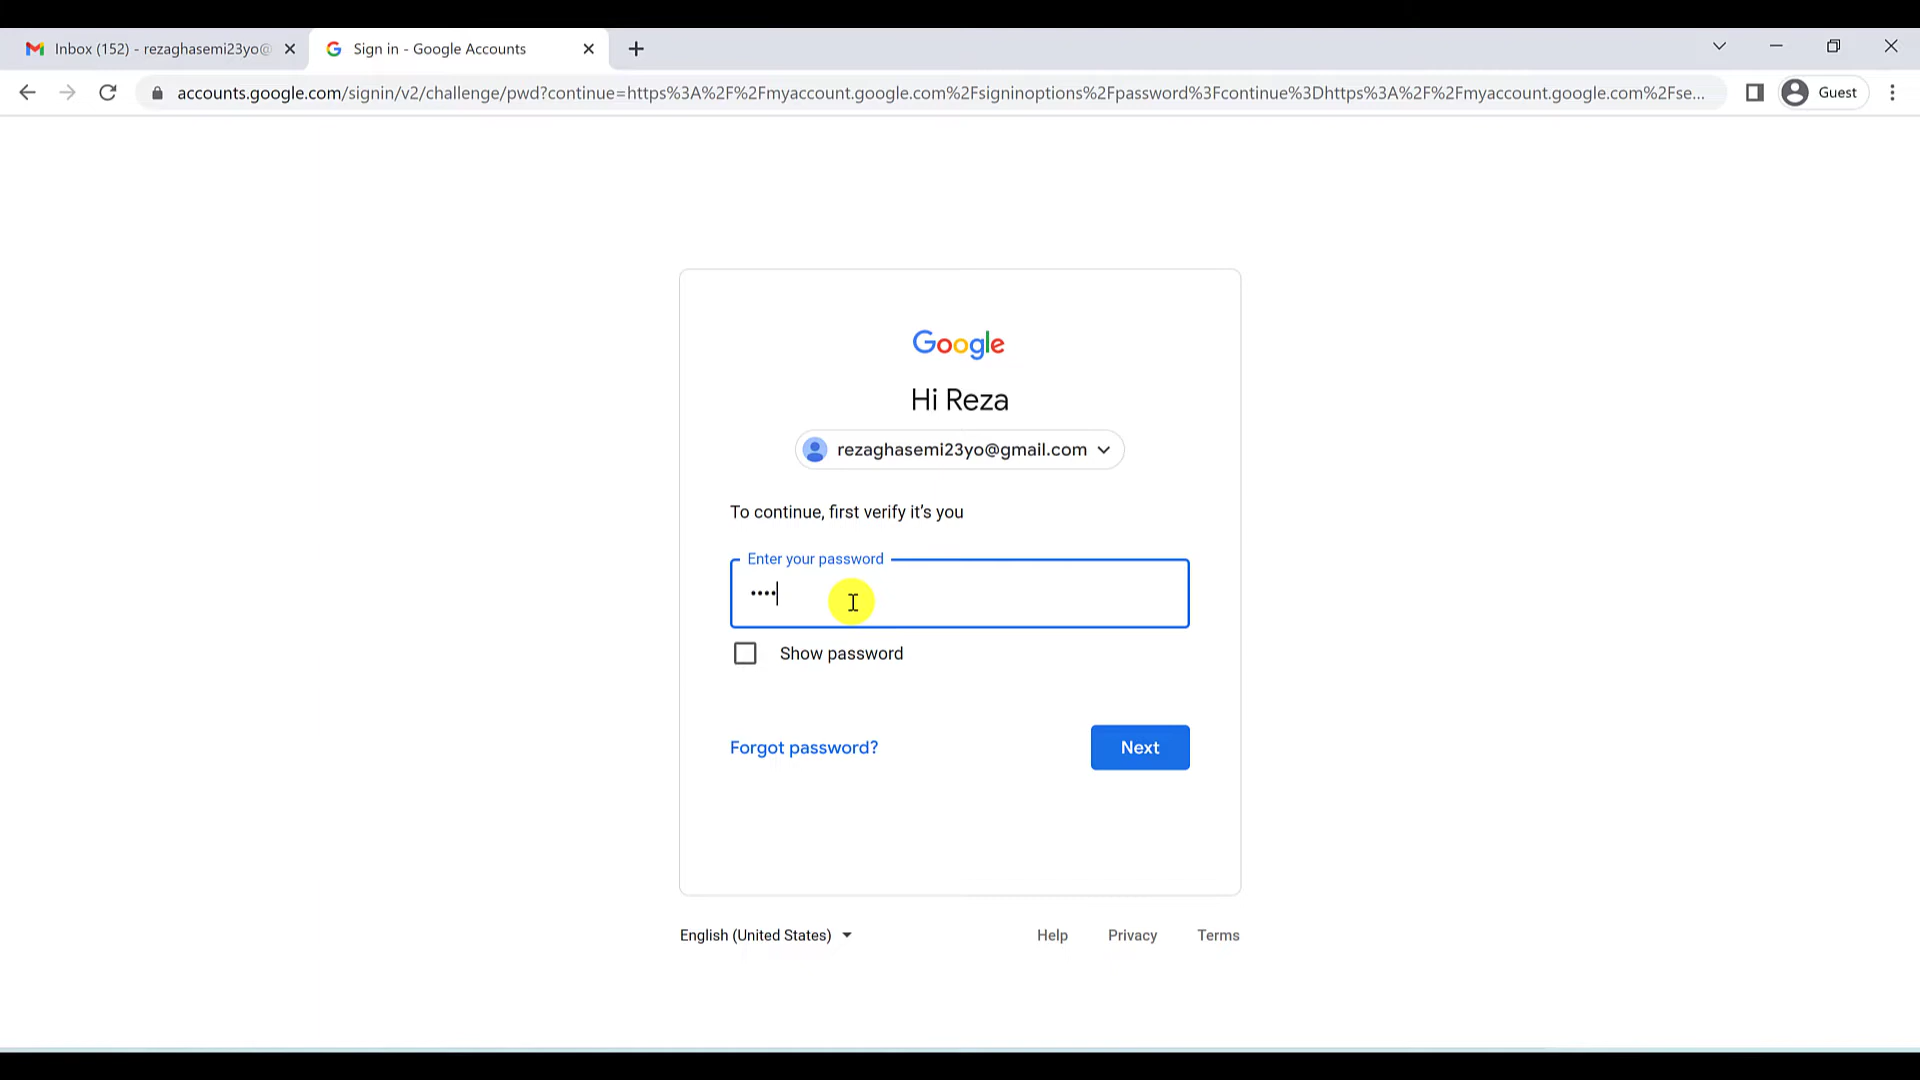 Inbox (152) - rezaghasemi23yo@
Sign in - Google Accounts
accounts.google.com/signin/v2/challenge/pwd?continue=https%3A%2F%2Fmyaccount.google.com%2Fsigninoptions%2Fpassword%3Fcontinue%3Dhttps%3A%2F%2Fmyaccount.google.com%2Fse...
Guest
Google
Hi Reza
rezaghasemi23yo@gmail.com
To continue, first verify it's you
Enter your password
••••
Show password
Forgot password?
Next
English (United States)
Help
Privacy
Terms